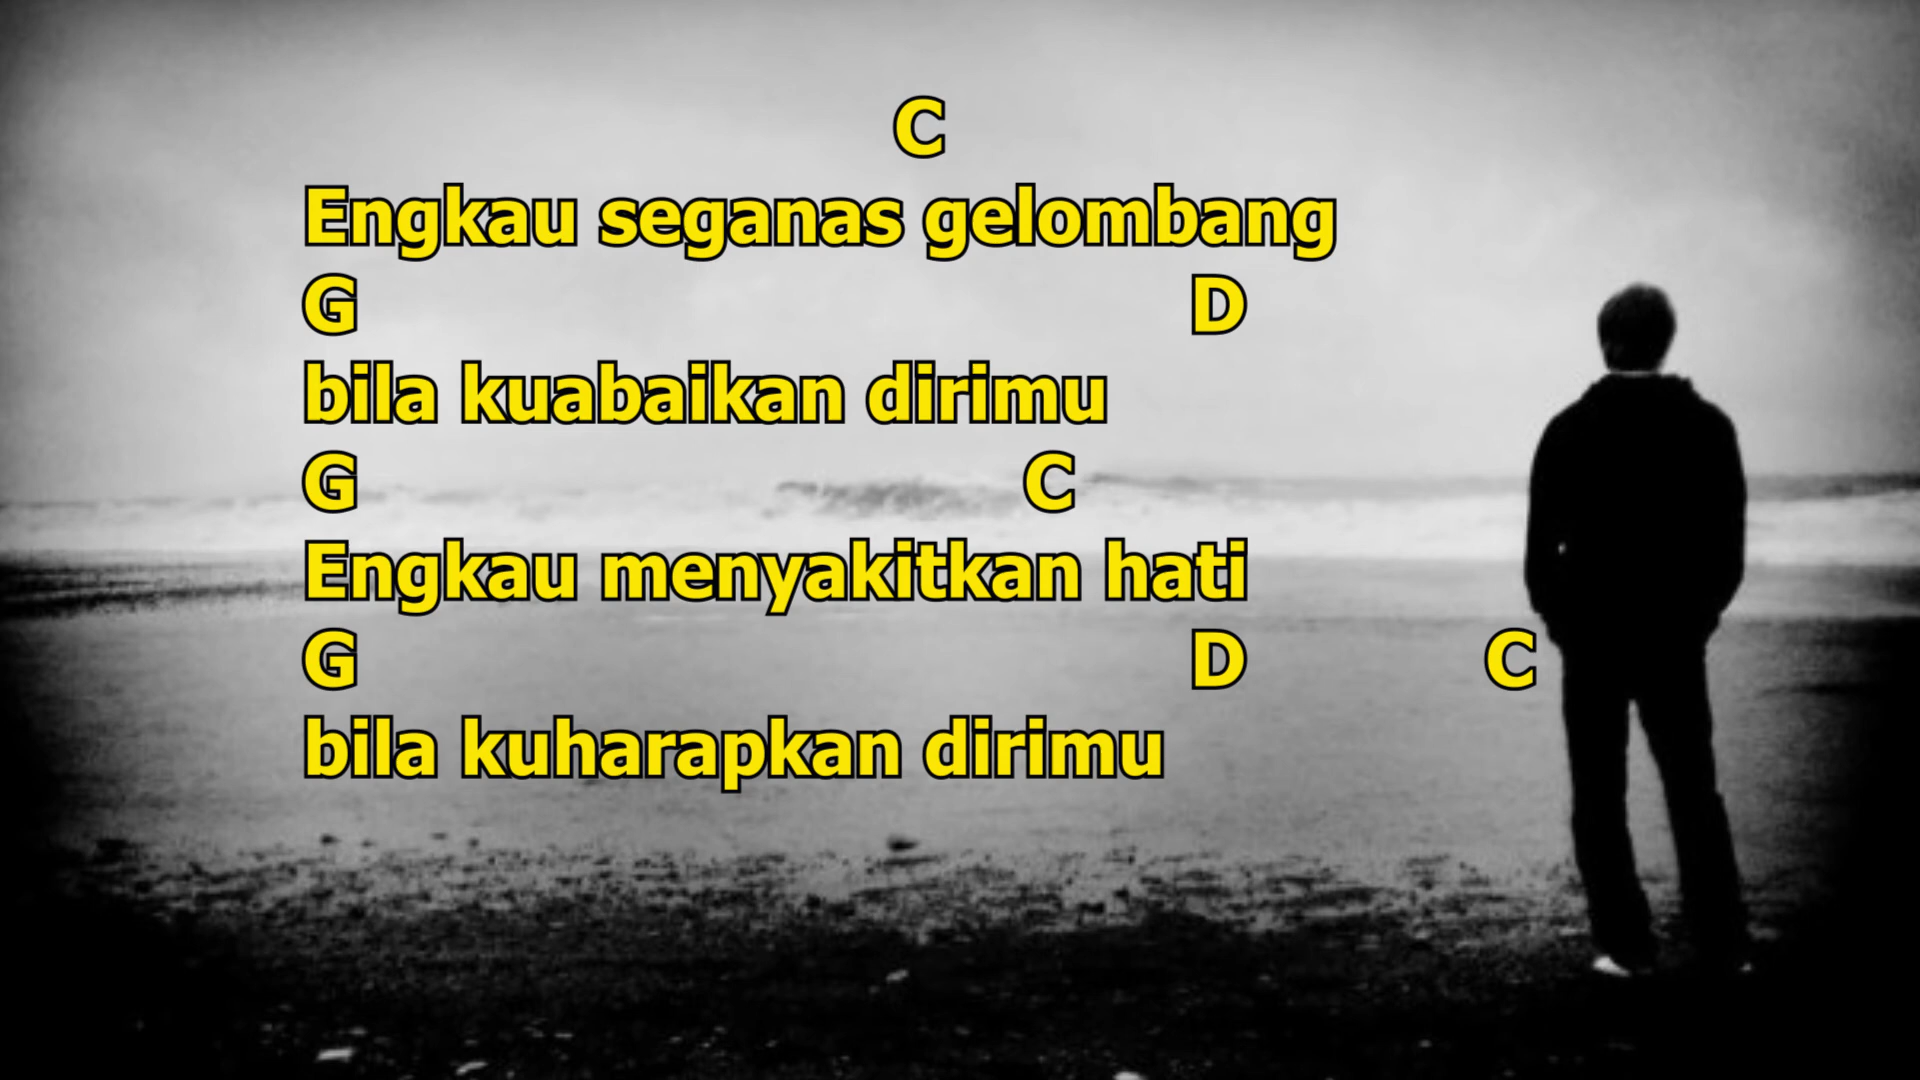 C
Engkau seganas gelombang
G D
bila kuabaikan dirimu
G C
Engkau menyakitkan hati
G D C
bila kuharapkan dirimu